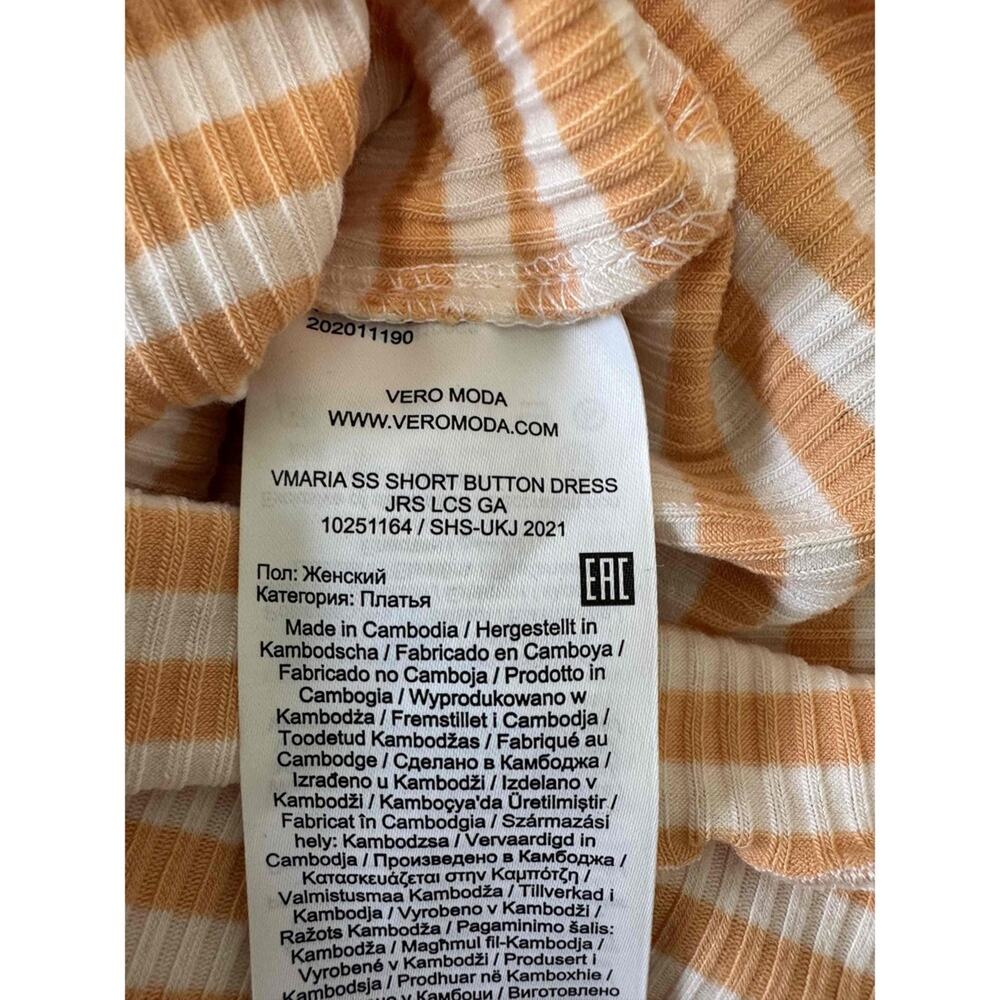 202011190
VERO MODA
WWW.VEROMODA.COM
VMARIA SS SHORT BUTTON DRESS
JRS LCS GA
10251164 / SHS-UKJ 2021
Пол: Женский
Категория: Платья
EAC
Made in Cambodia / Hergestellt in
Kambodscha / Fabricado en Camboya /
Fabricado no Camboja / Prodotto in
Cambogia / Wyprodukowano w
Kambodża / Fremstillet i Cambodja /
Toodetud Kambodžas / Fabriqué au
Cambodge / Сделано в Камбоджа /
Izrađeno u Kambodži / Izdelano v
Kambodži / Kamboçya'da Üretilmiştir /
Fabricat în Cambodgia / Származási
hely: Kambodzsa / Vervaardigd in
Cambodja / Произведено в Камбоджа /
Κατασκευάζεται στην Καμπότζη /
Valmistusmaa Kambodža / Tillverkad i
Kambodja / Vyrobeno v Kambodži /
Ražots Kambodža / Pagaminimo šalis:
Kambodža / Magħmul fil-Kambodja /
Vyrobené v Kambodži / Produsert i
Kambodsja / Prodhuar në Kamboxhie /
в Камбоџи / Виготовлено